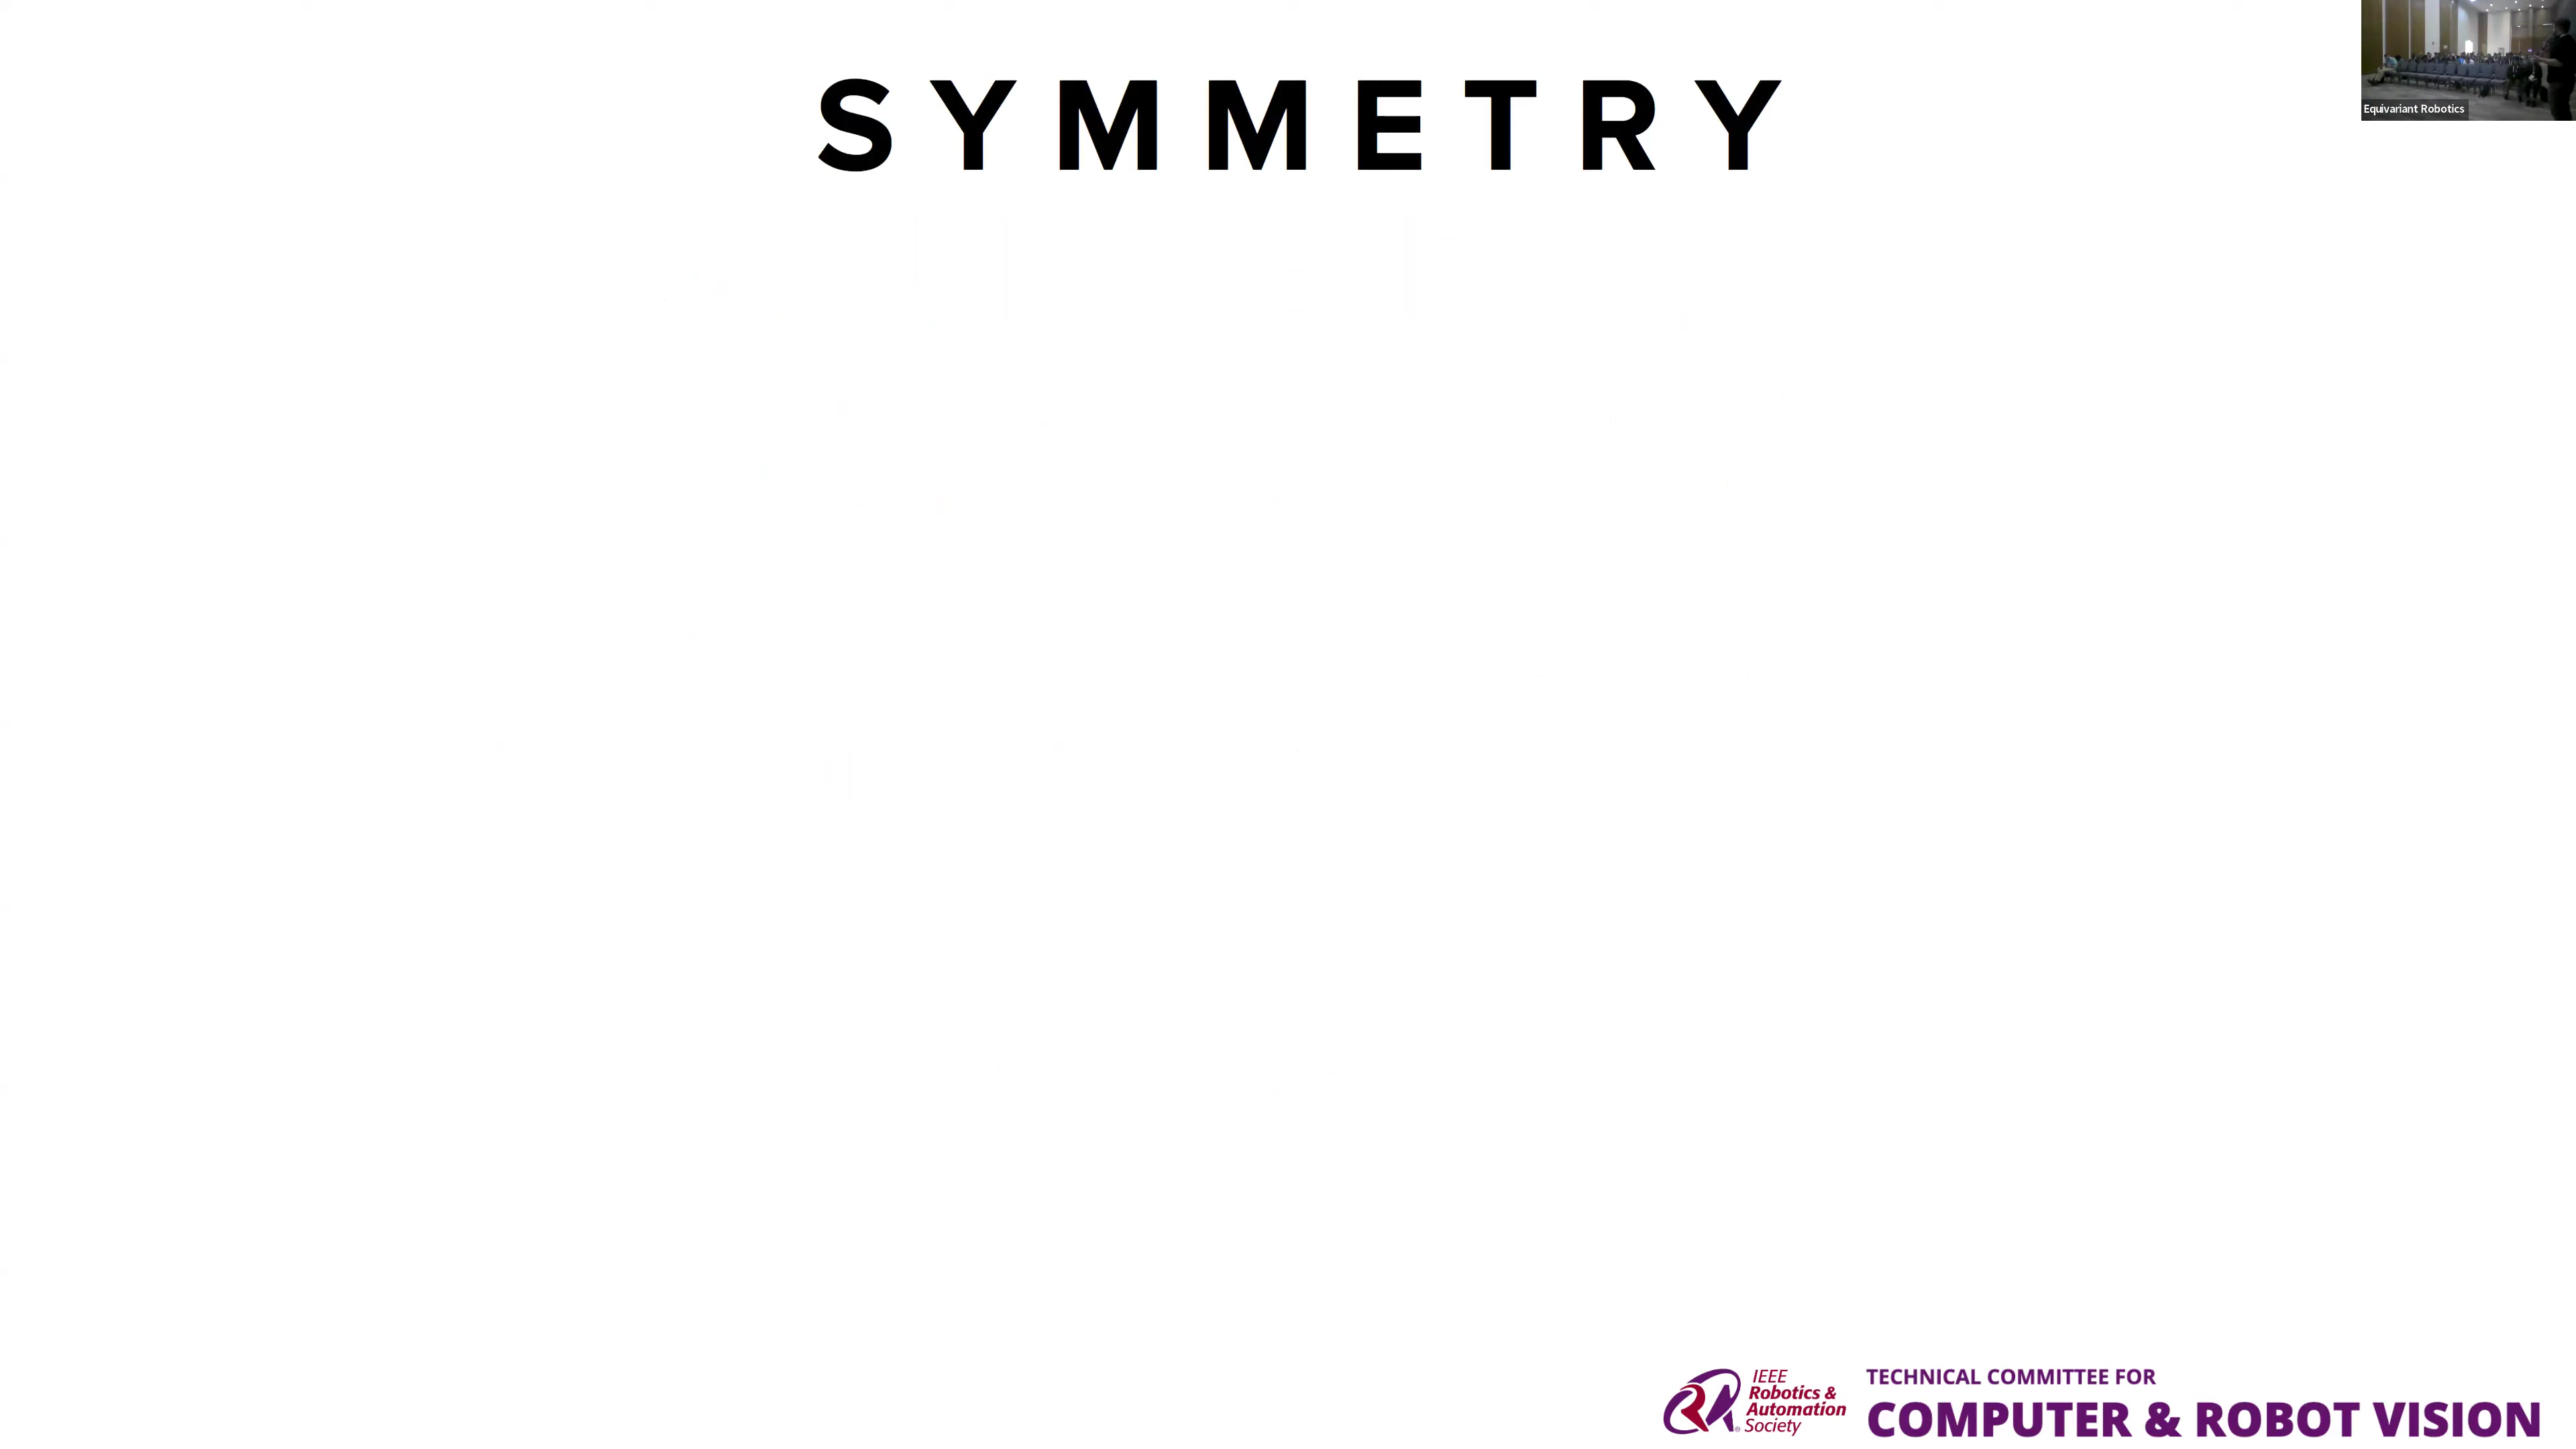 SYMMETRY
Equivariant Robotics
IEEE
Robotics &
Automation
Society
TECHNICAL COMMITTEE FOR
COMPUTER & ROBOT VISION